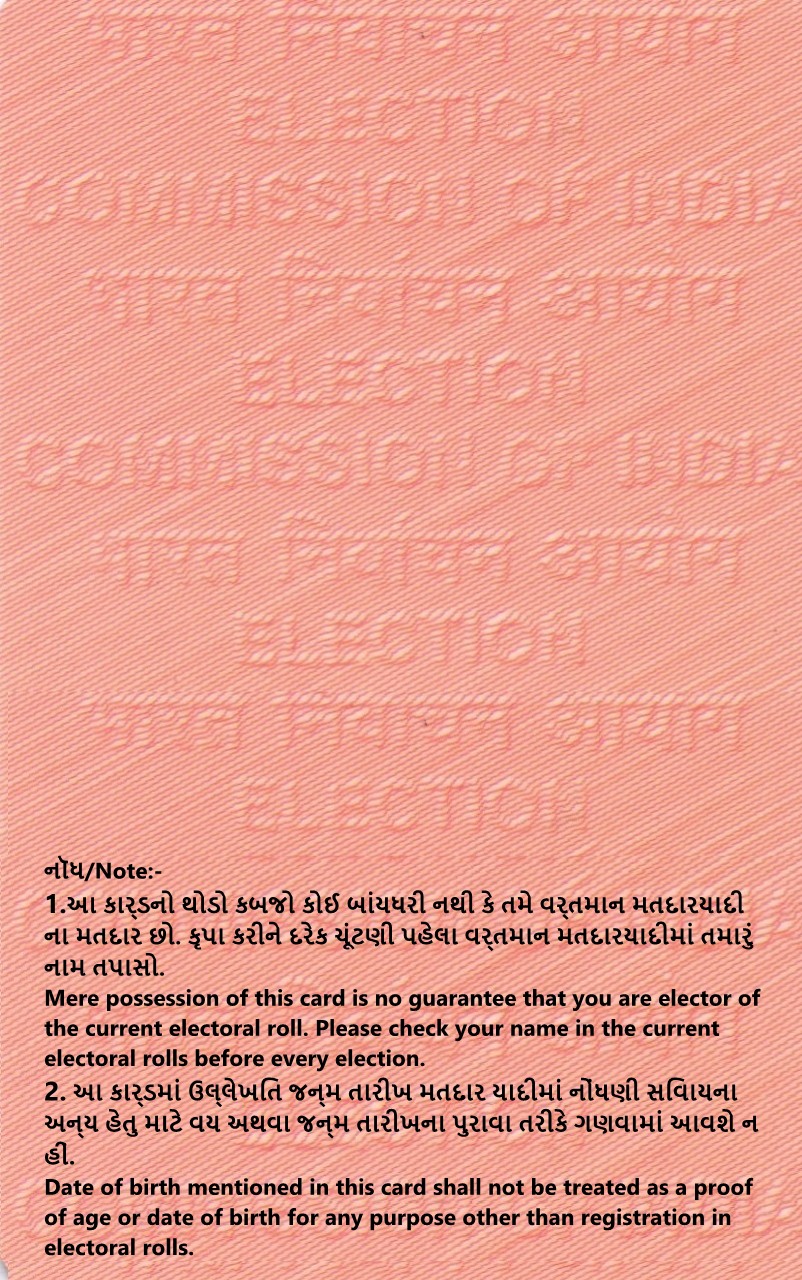 भारत निर्वाचन आयोग
ELECTION
COMMISSION OF INDIA
भारत निर्वाचन आयोग
ELECTION
COMMISSION OF INDIA
भारत निर्वाचन आयोग
ELECTION
भारत निर्वाचन आयोग
ELECTION
નોંધ/Note:-
1.આ કાર્ડનો થોડો કબજો કોઈ બાંયધરી નથી કે તમે વર્તમાન મતદારયાદી
ના મતદાર છો. કૃપા કરીને દરેક ચૂંટણી પહેલા વર્તમાન મતદારયાદીમાં તમારું
નામ તપાસો.
Mere possession of this card is no guarantee that you are elector of
the current electoral roll. Please check your name in the current
electoral rolls before every election.
2. આ કાર્ડમાં ઉલ્લેખતિ જન્મ તારીખ મતદાર યાદીમાં નોંધણી સવિાયના
અન્ય હેતુ માટે વય અથવા જન્મ તારીખના પુરાવા તરીકે ગણવામાં આવશે ન
હીં.
Date of birth mentioned in this card shall not be treated as a proof
of age or date of birth for any purpose other than registration in
electoral rolls.